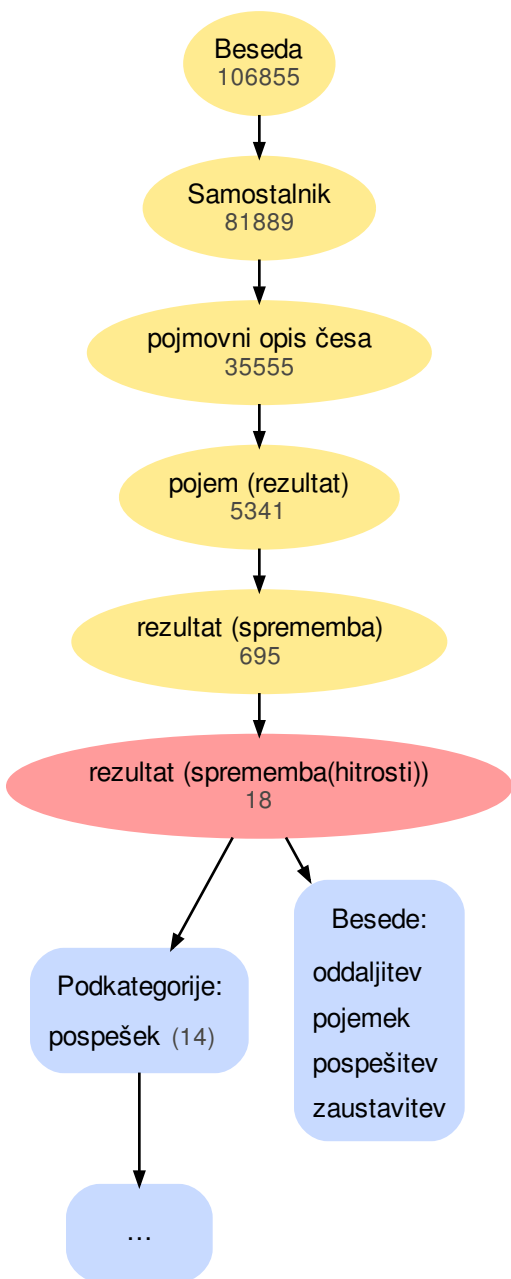 Beseda
106855
Samostalnik
81889
pojmovni opis česa
35555
pojem (rezultat)
5341
rezultat (sprememba)
695
rezultat (sprememba(hitrosti))
18
Podkategorije:
pospešek (14)
...
Besede:
oddaljitev
pojemek
pospešitev
zaustavitev